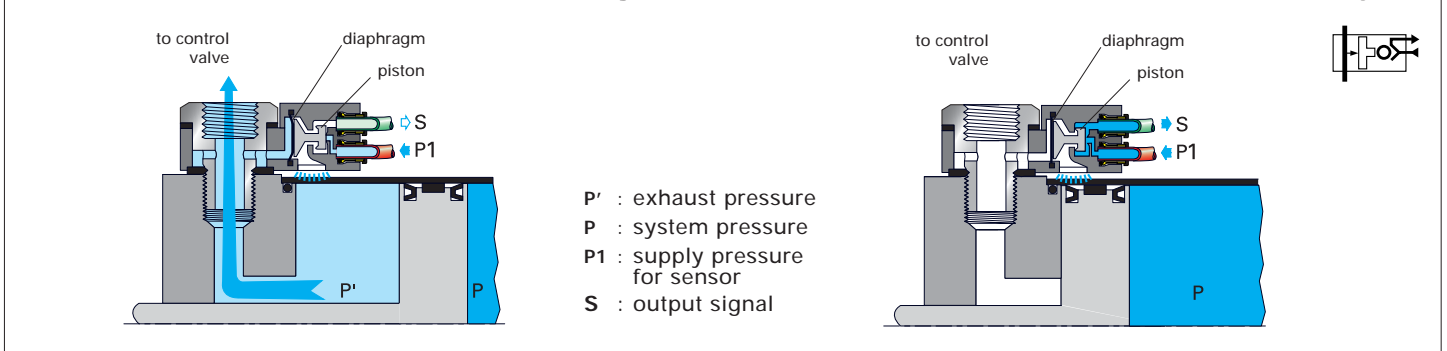 to control
valve
diaphragm
piston
S
P1
P'
P
P' : exhaust pressure
P : system pressure
P1 : supply pressure
for sensor
S : output signal
to control
valve
diaphragm
piston
S
P1
P